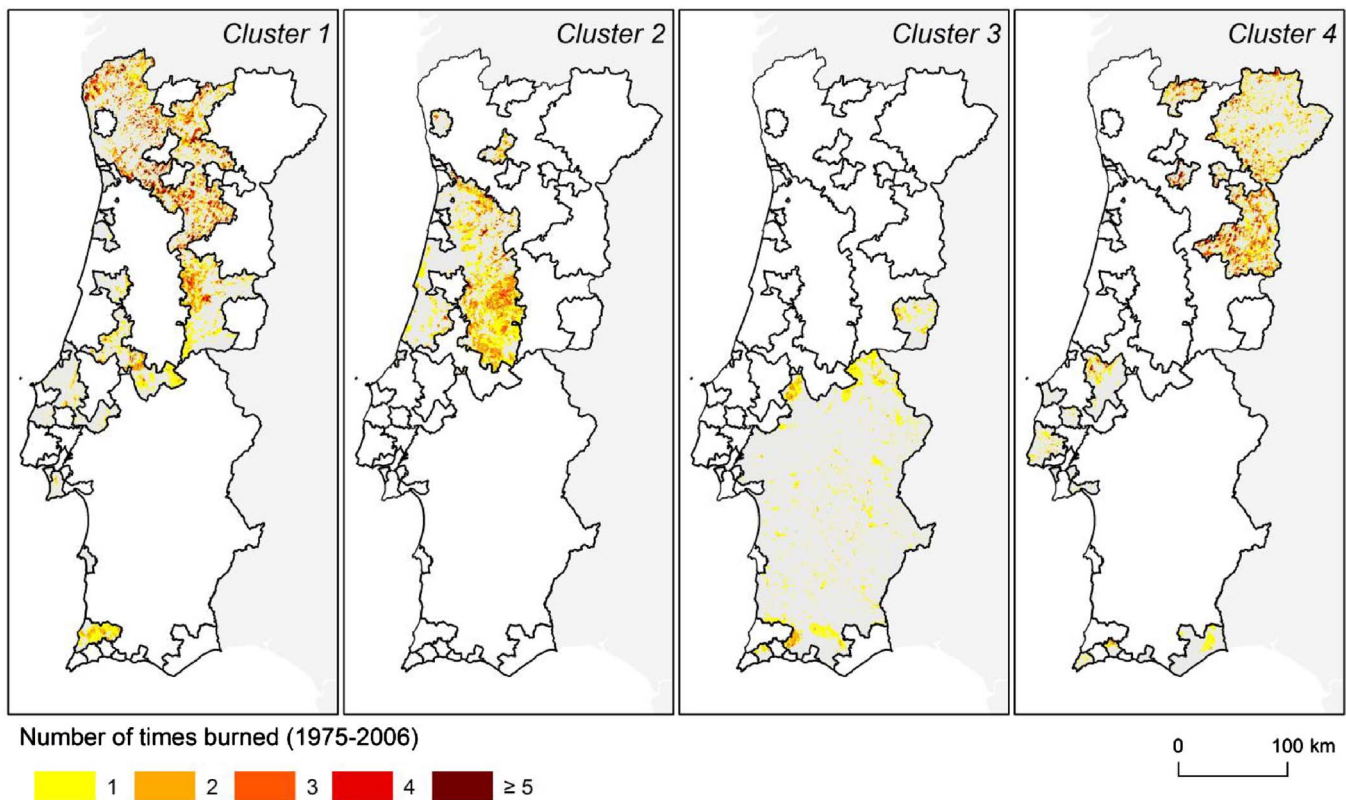 Cluster 1
Cluster 2
Cluster 3
Cluster 4
Number of times burned (1975-2006)
1 2 3 4 ≥ 5
0 100 km